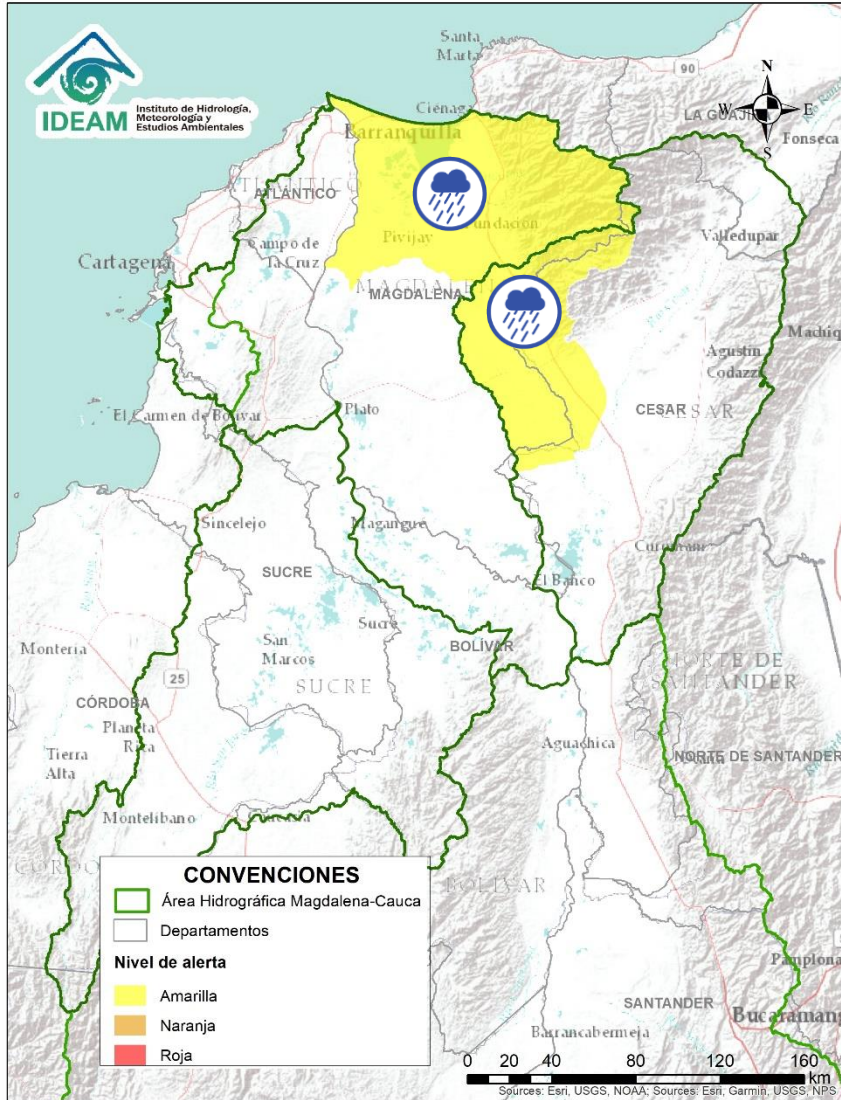 IDEAM
Instituto de Hidrología,
Meteorología y
Estudios Ambientales
Santa
Marta
90
N
W
E
S
LA GUAJIRA
Fonseca
Ciénaga
Barranquilla
ATLÁNTICO
ATLÁNTICO
Fundación
Pivijay
Valledupar
Cartagena
Campo de
la Cruz
MAGDALENA
MAGDALENA
Agustín
Codazzi
El Carmen de Bolívar
Plato
CESAR
CESAR
Sincelejo
Magangué
Curumaní
SUCRE
El Banco
Sucre
BOLÍVAR
San
Marcos
SUCRE
Montería
25
CÓRDOBA
Planeta
Rica
Tierra
Alta
NORTE DE
SANTANDER
Aguachica
NORTE DE SANTANDER
Montelíbano
BOLÍVAR
CONVENCIONES
Área Hidrográfica Magdalena-Cauca
Departamentos
Nivel de alerta
Amarilla
Naranja
Roja
Pamplona
SANTANDER
Barrancabermeja
0 20 40 80 120 160
Km
Sources: Esri, USGS, NOAA; Sources: Esri, Garmin, USGS, NPS